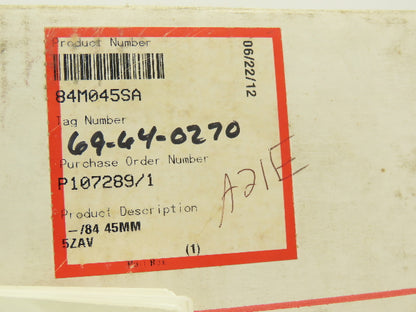 Product Number
06/22/12
84M045SA
Tag Number
69-64-0270
Purchase Order Number
P107289/1
A21E
Product Description
-/84 45MM
5ZAV
(1)